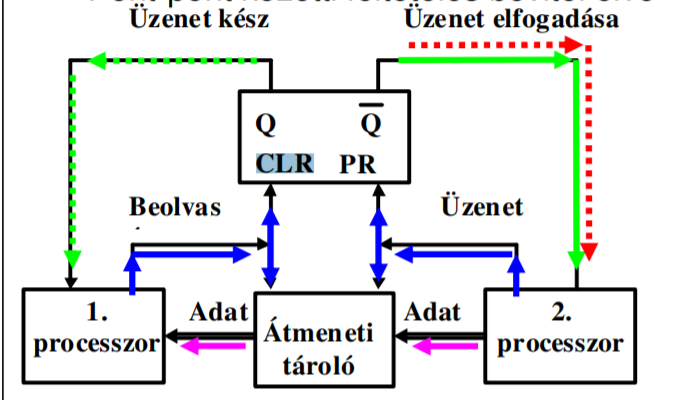 Üzenet kész
Üzenet elfogadása
Q
Q̅
CLR
PR
Beolvas
Üzenet
1.
processzor
Adat
Átmeneti
tároló
Adat
2.
processzor